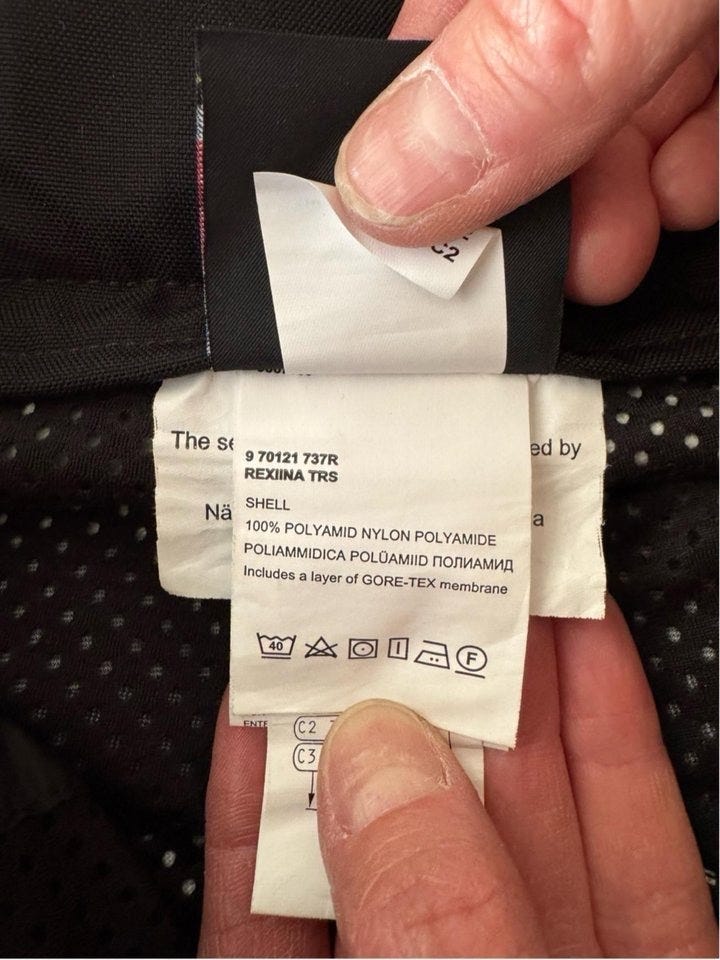 C2
The se
ed by
Nä
a
9 70121 737R
REXIINA TRS
SHELL
100% POLYAMID NYLON POLYAMIDE
POLIAMMIDICA POLÜAMIID ПОЛИАМИД
Includes a layer of GORE-TEX membrane
40
F
ENTE
C2
C3